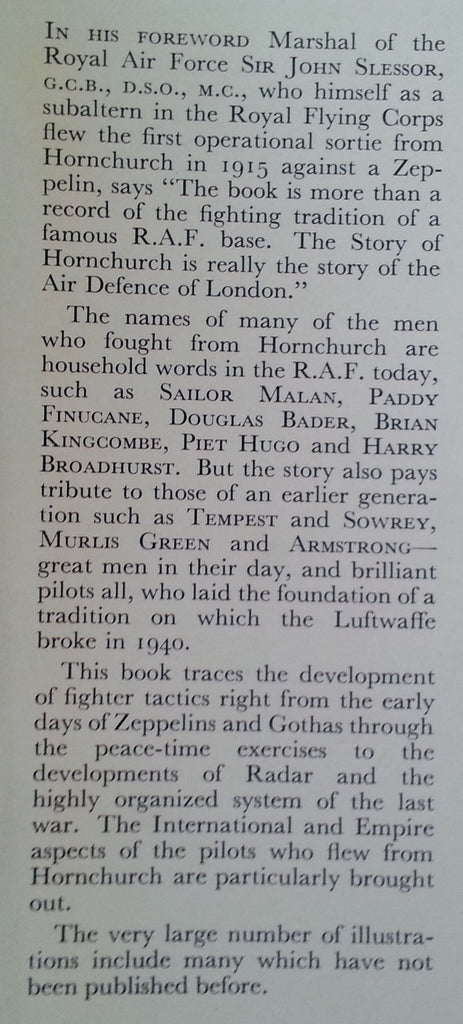 IN HIS FOREWORD Marshal of the
Royal Air Force SIR JOHN SLESSOR,
G.C.B., D.S.O., M.C., who himself as a
subaltern in the Royal Flying Corps
flew the first operational sortie from
Hornchurch in 1915 against a Zep-
pelin, says “The book is more than a
record of the fighting tradition of a
famous R.A.F. base. The Story of
Hornchurch is really the story of the
Air Defence of London.”
The names of many of the men
who fought from Hornchurch are
household words in the R.A.F. today,
such as SAILOR MALAN, PADDY
FINUCANE, DOUGLAS BADER, BRIAN
KINGCOMBE, PIET HUGO and HARRY
BROADHURST. But the story also pays
tribute to those of an earlier genera-
tion such as TEMPEST and SOWREY,
MURLIS GREEN and ARMSTRONG—
great men in their day, and brilliant
pilots all, who laid the foundation of a
tradition on which the Luftwaffe
broke in 1940.
This book traces the development
of fighter tactics right from the early
days of Zeppelins and Gothas through
the peace-time exercises to the
developments of Radar and the
highly organized system of the last
war. The International and Empire
aspects of the pilots who flew from
Hornchurch are particularly brought
out.
The very large number of illustra-
tions include many which have not
been published before.